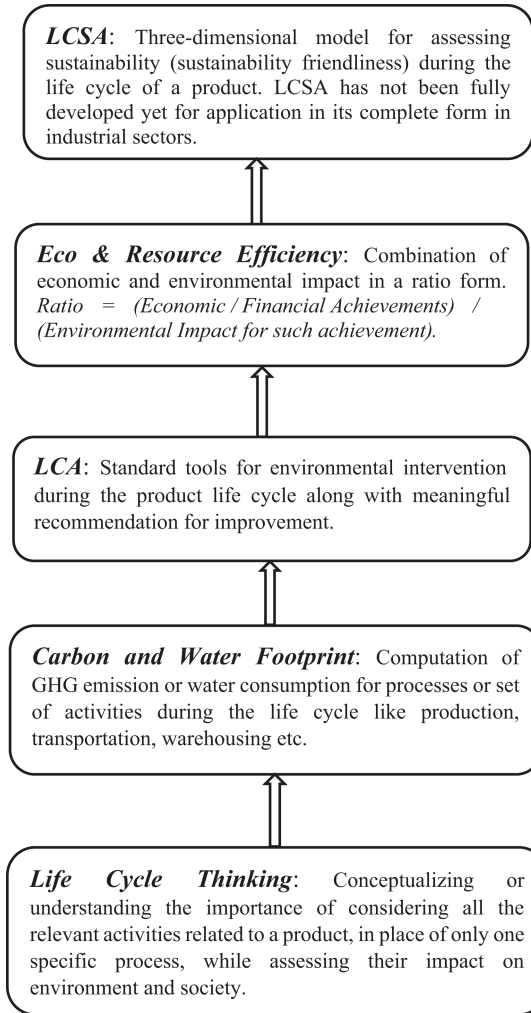 LCSA: Three-dimensional model for assessing
sustainability (sustainability friendliness) during the
life cycle of a product. LCSA has not been fully
developed yet for application in its complete form in
industrial sectors.
Eco & Resource Efficiency: Combination of
economic and environmental impact in a ratio form.
Ratio = (Economic / Financial Achievements) /
(Environmental Impact for such achievement).
LCA: Standard tools for environmental intervention
during the product life cycle along with meaningful
recommendation for improvement.
Carbon and Water Footprint: Computation of
GHG emission or water consumption for processes or set
of activities during the life cycle like production,
transportation, warehousing etc.
Life Cycle Thinking: Conceptualizing or
understanding the importance of considering all the
relevant activities related to a product, in place of only one
specific process, while assessing their impact on
environment and society.